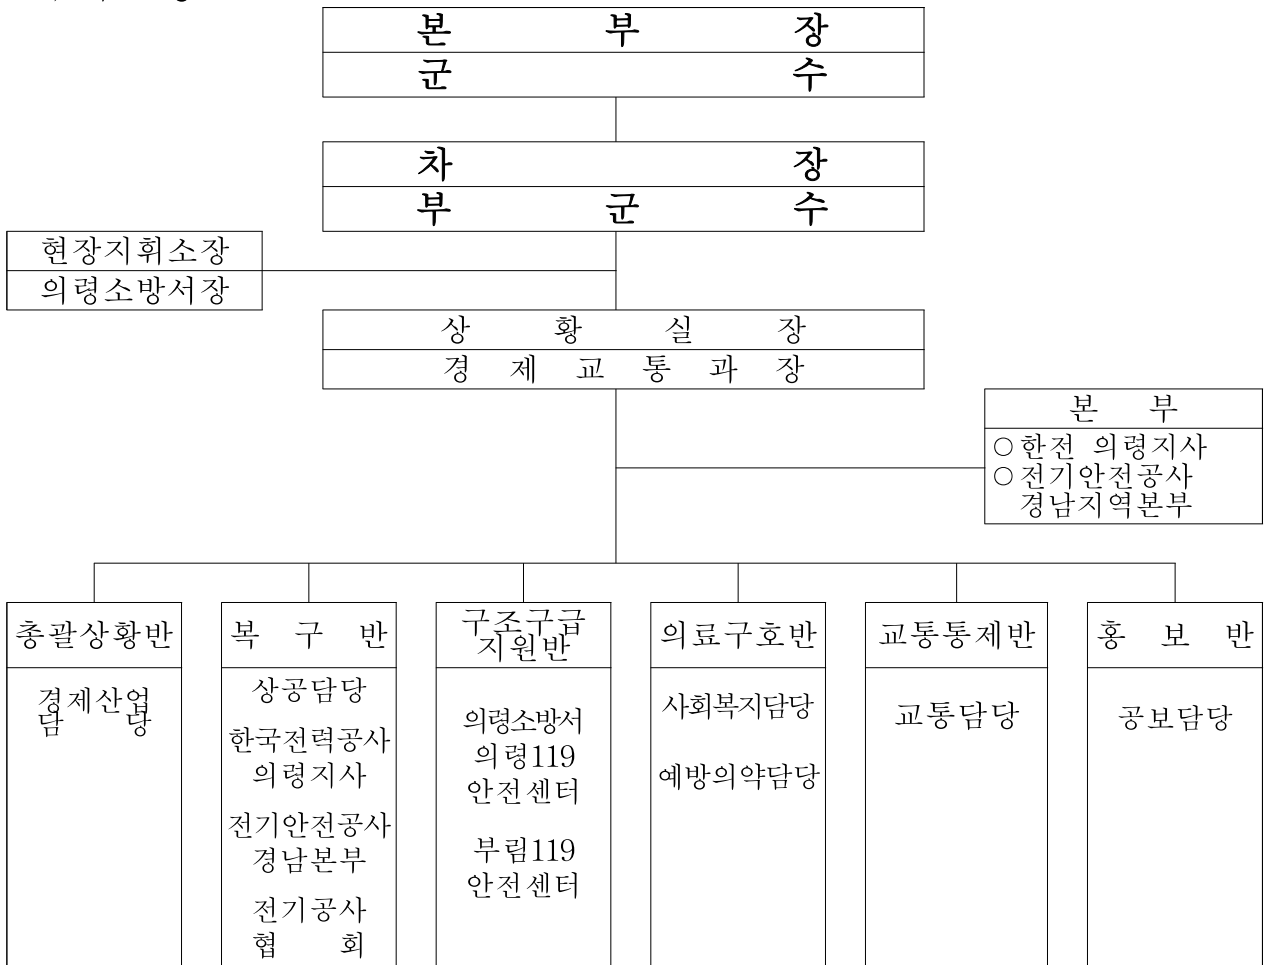 본 부 장
군 수
차 장
부 군 수
현장지휘소장
의령소방서장
상 황 실 장
경 제 교 통 과 장
본 부
○한전 의령지사
○전기안전공사
경남지역본부
총괄상황반
경제산업
담 당
복 구 반
상공담당
한국전력공사
의령지사
전기안전공사
경남본부
전기공사
협 회
구조구급
지원반
의령소방서
의령119
안전센터
부림119
안전센터
의료구호반
사회복지담당
예방의약담당
교통통제반
교통담당
홍 보 반
공보담당